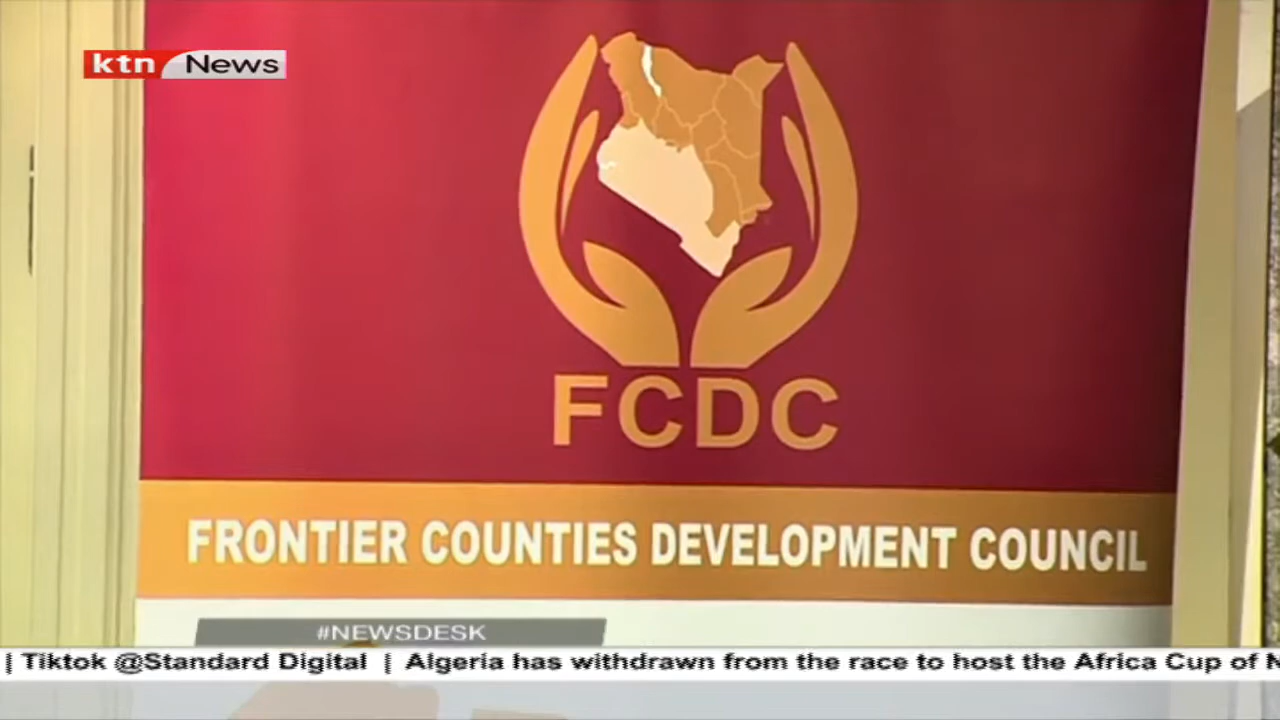 ktn News
FCDC
FRONTIER COUNTIES DEVELOPMENT COUNCIL
#NEWSDESK
| Tiktok @Standard Digital | Algeria has withdrawn from the race to host the Africa Cup of N